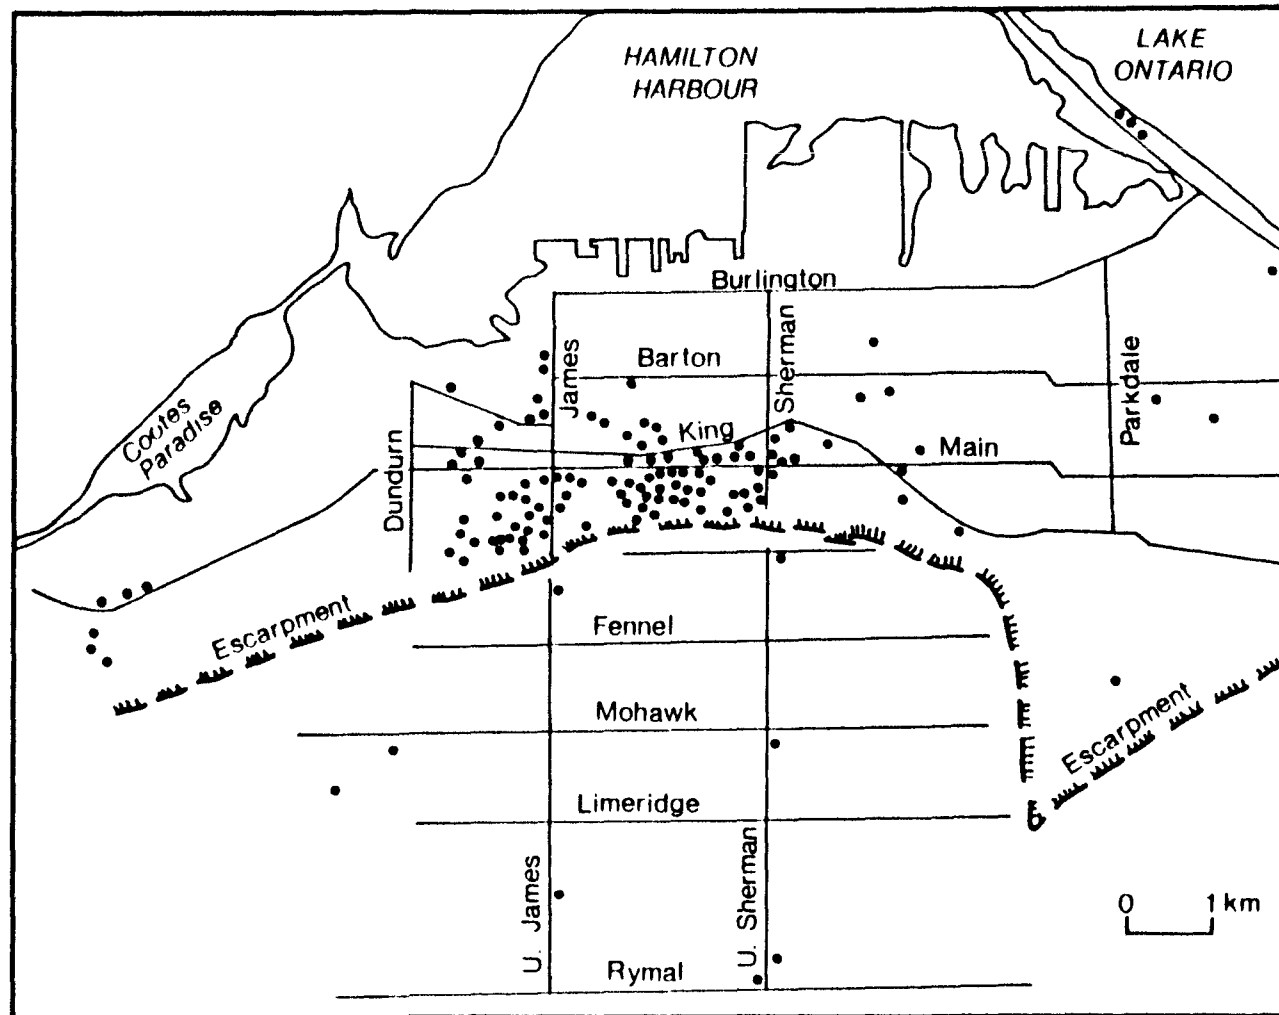 HAMILTON
HARBOUR
LAKE
ONTARIO
Burlington
Barton
James
Sherman
King
Main
Parkdale
Dundurn
Cootes
Paradise
Escarpment
Fennel
Mohawk
Escarpment
Limeridge
U. James
U. Sherman
Rymal
0 1 km